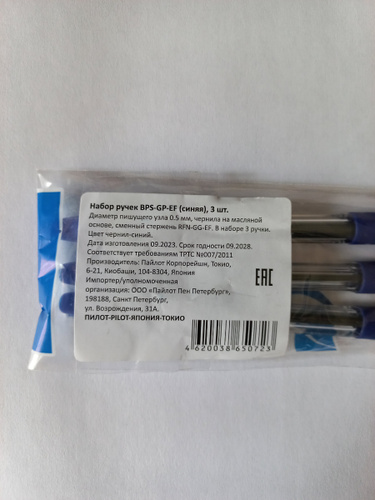 Набор ручек BPS-GP-EF (синяя), 3 шт.
Диаметр пишущего узла 0.5 мм, чернила на масляной
основе, сменный стержень RFN-GG-EF. В наборе 3 ручки.
Цвет чернил-синий.
Дата изготовления 09.2023. Срок годности 09.2028.
Соответствует требованиям ТРТС №007/2011
Производитель: Пайлот Корпорейшн, Токио,
6-21, Киобаши, 104-8304, Япония
Импортер/уполномоченная
организация: ООО «Пайлот Пен Петербург»,
198188, Санкт Петербург,
ул. Возрождения, 31А.
ПИЛОТ-PILOT-ЯПОНИЯ-ТОКИО
EAC
4620038650723